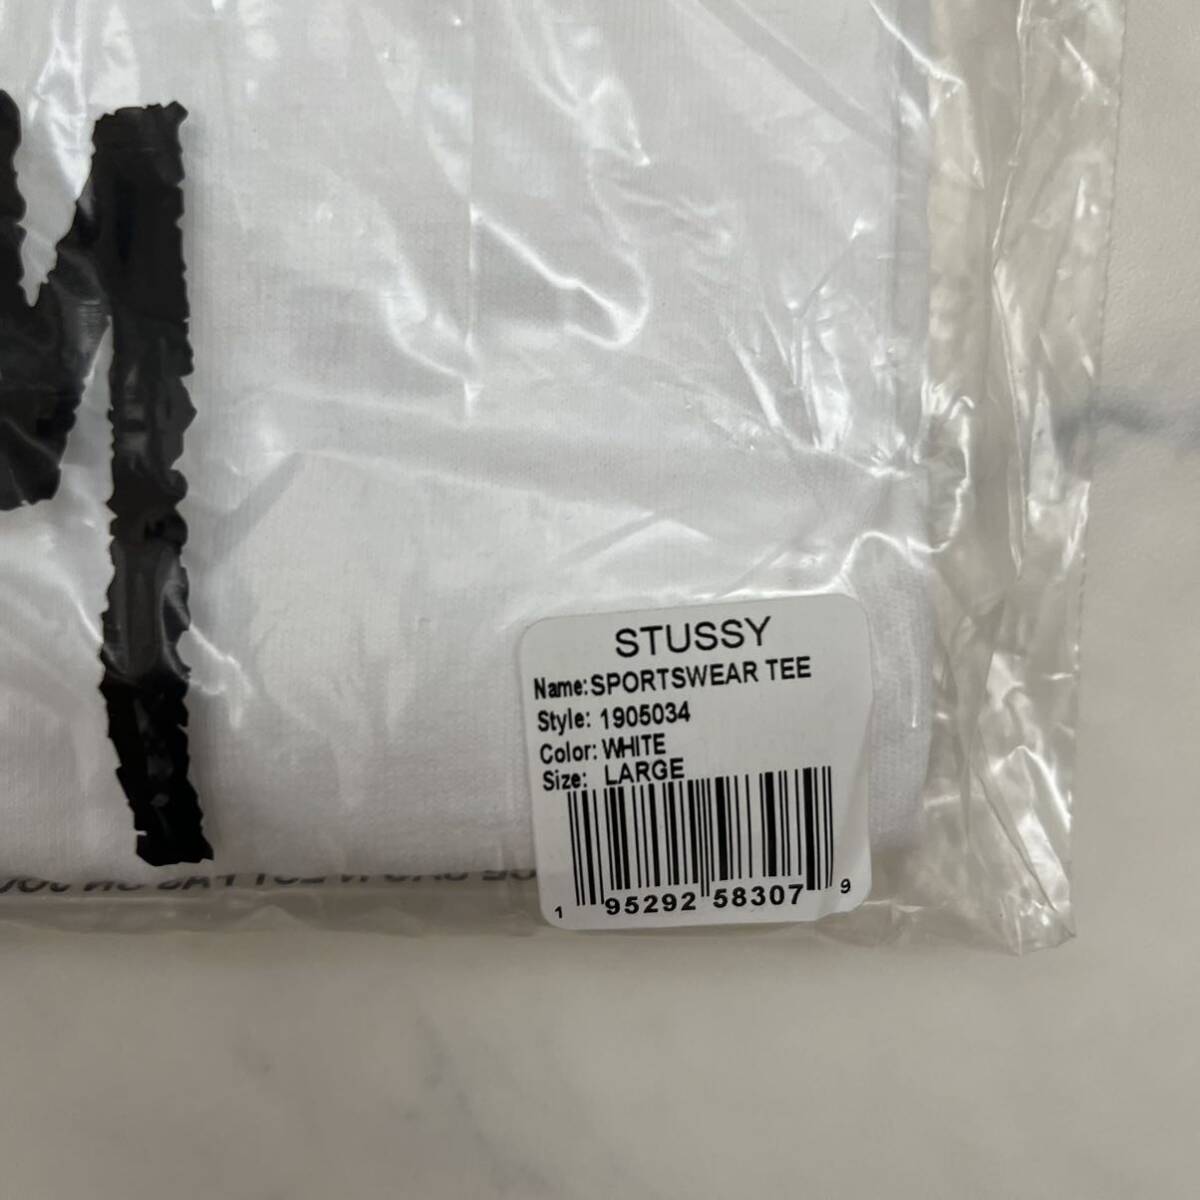 STUSSY
Name:SPORTSWEAR TEE
Style: 1905034
Color: WHITE
Size: LARGE
1 95292 58307 9